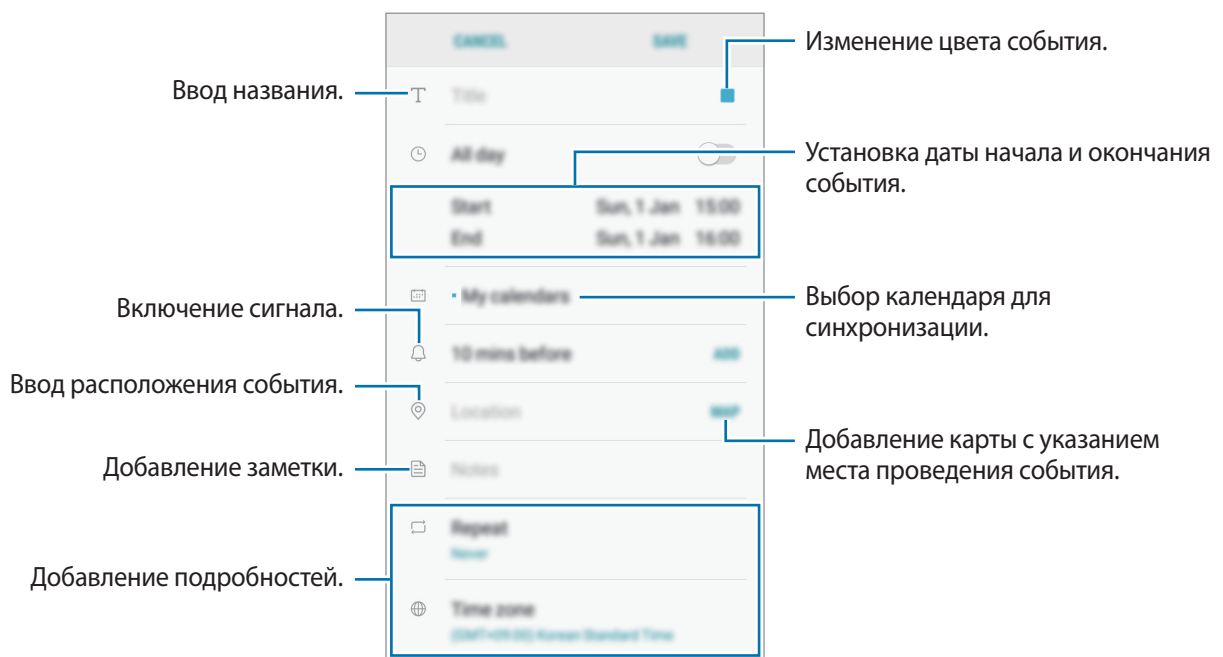 CANCEL
SAVE
Изменение цвета события.
Ввод названия.
Title
All day
Установка даты начала и окончания
события.
Start Sun, 1 Jan 15:00
End Sun, 1 Jan 16:00
My calendars
Выбор календаря для
синхронизации.
Включение сигнала.
10 mins before
ADD
Ввод расположения события.
Location
MAP
Добавление карты с указанием
места проведения события.
Добавление заметки.
Notes
Repeat
Never
Добавление подробностей.
Time zone
(GMT+09:00) Korean Standard Time